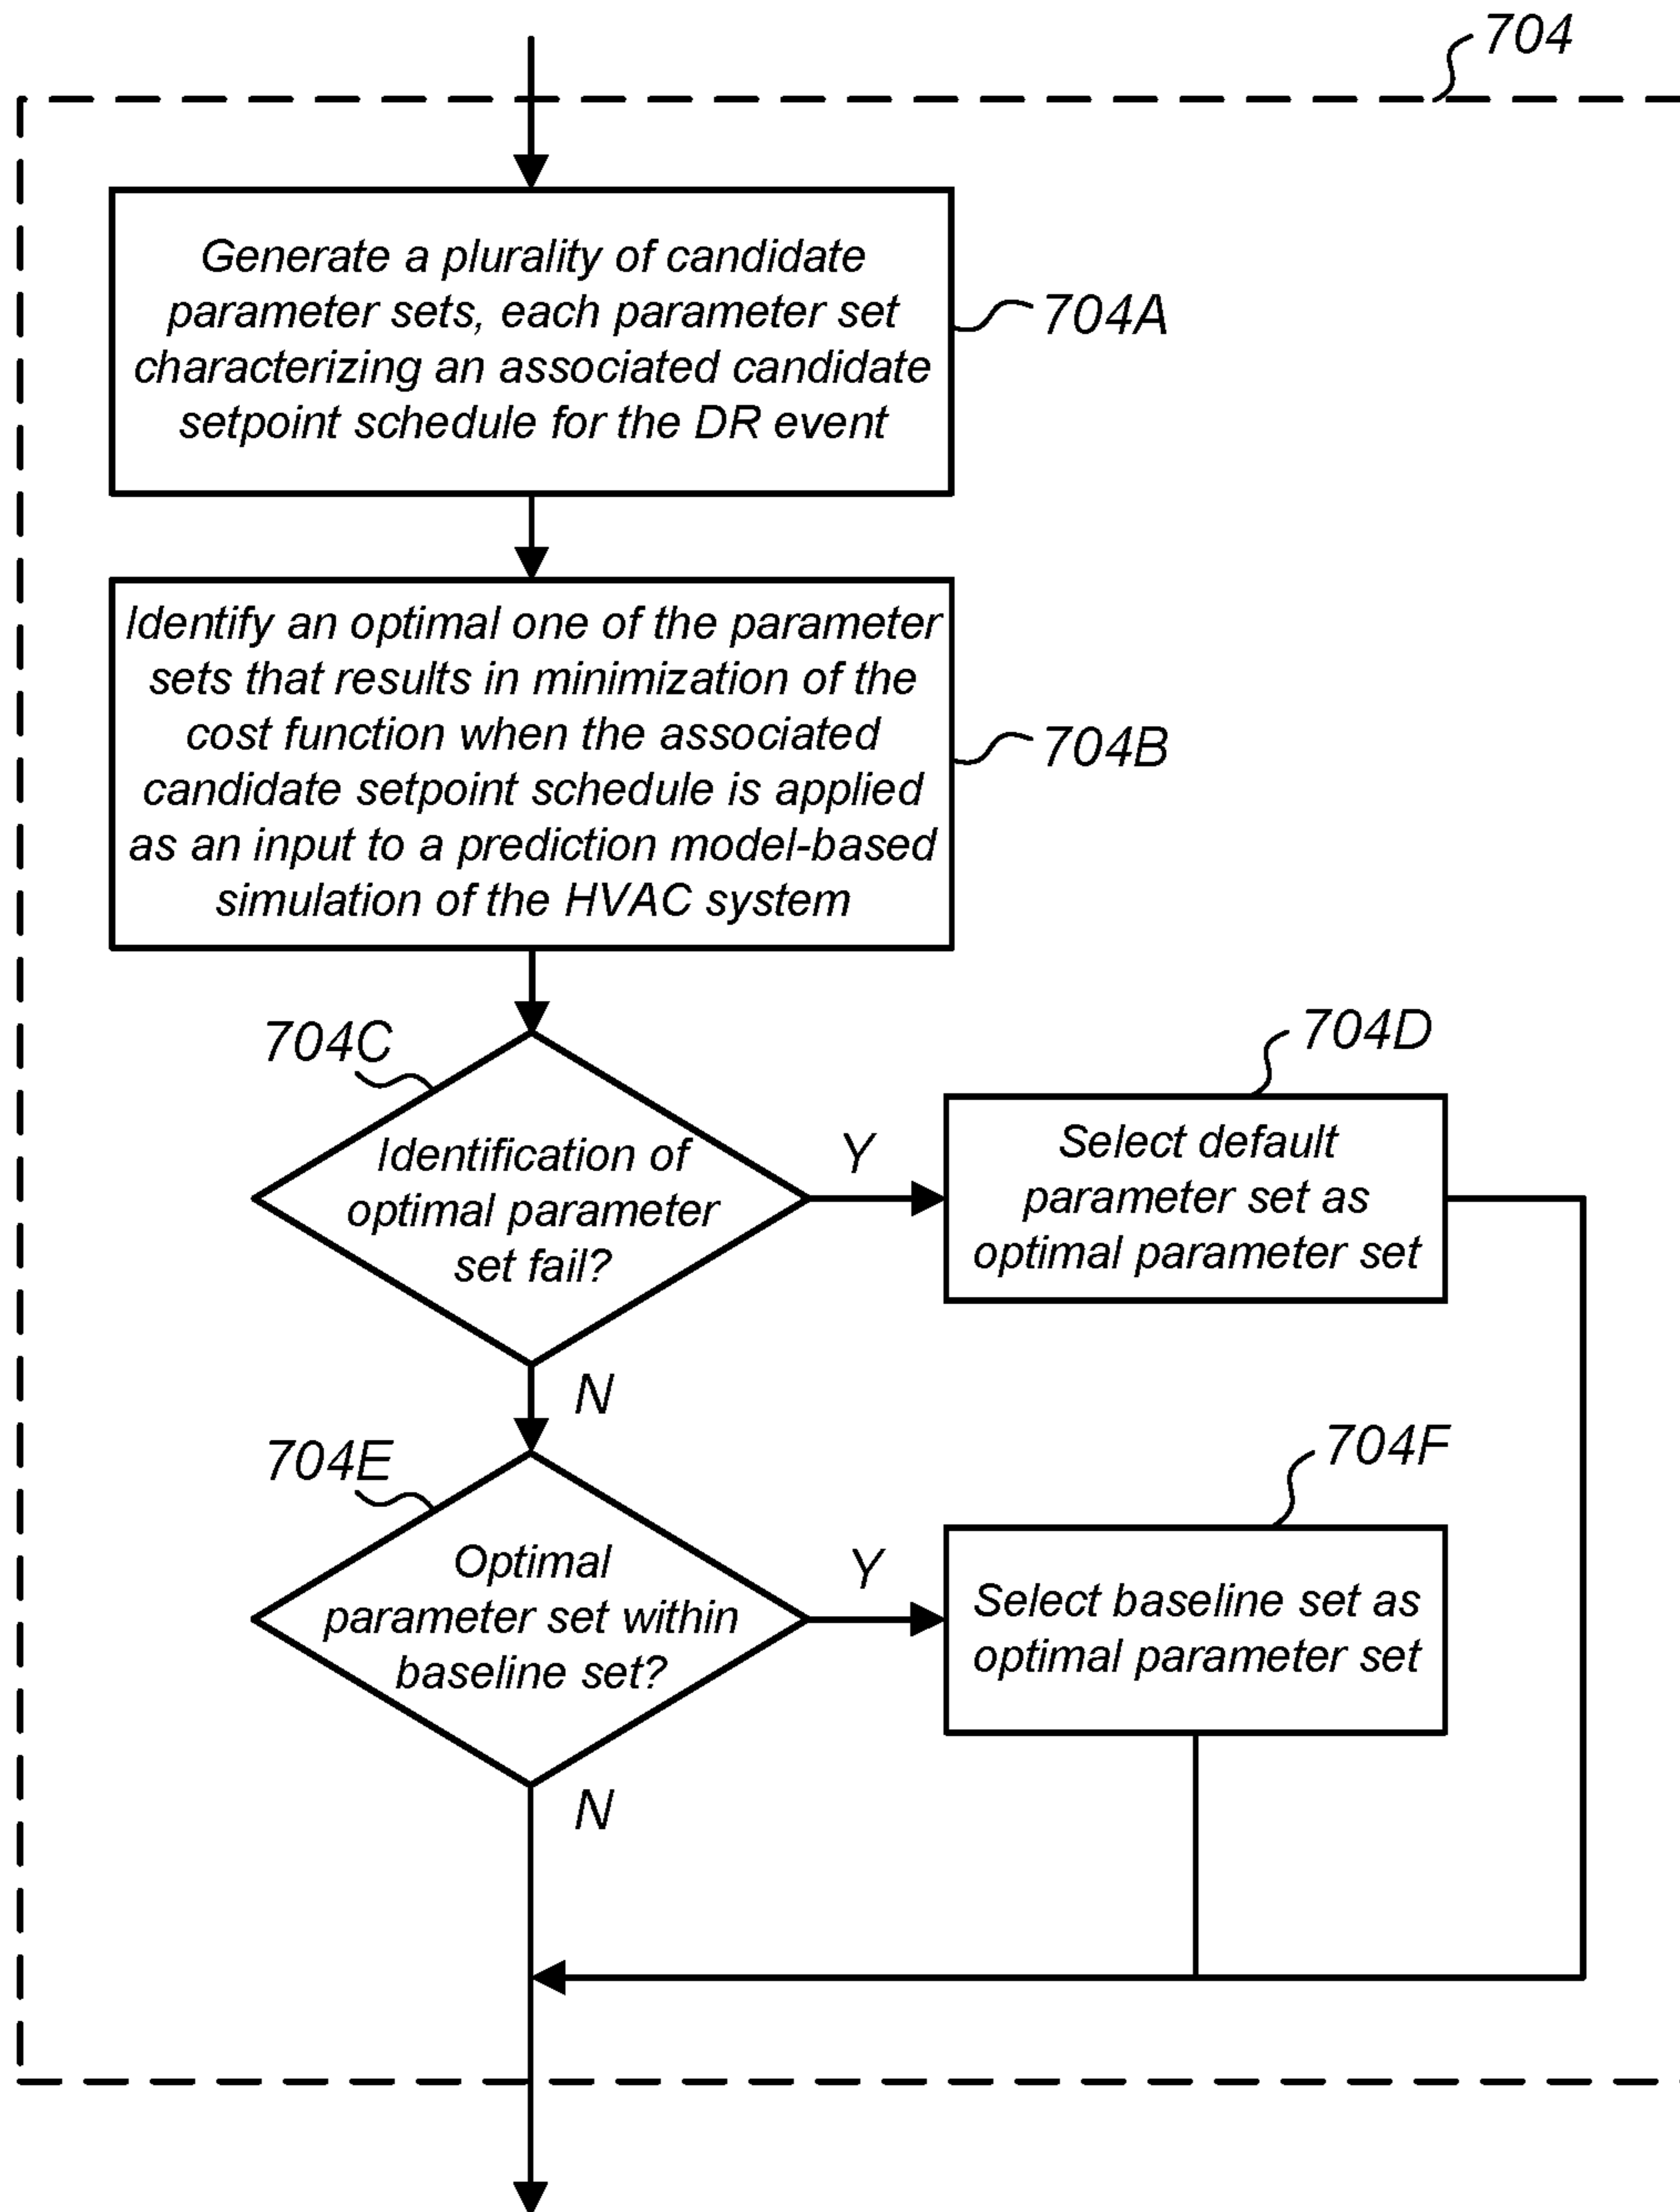 704
Generate a plurality of candidate
parameter sets, each parameter set
characterizing an associated candidate
setpoint schedule for the DR event
704A
Identify an optimal one of the parameter
sets that results in minimization of the
cost function when the associated
candidate setpoint schedule is applied
as an input to a prediction model-based
simulation of the HVAC system
704B
704C
Identification of
optimal parameter
set fail?
Y
N
704D
Select default
parameter set as
optimal parameter set
704E
Optimal
parameter set within
baseline set?
Y
N
704F
Select baseline set as
optimal parameter set